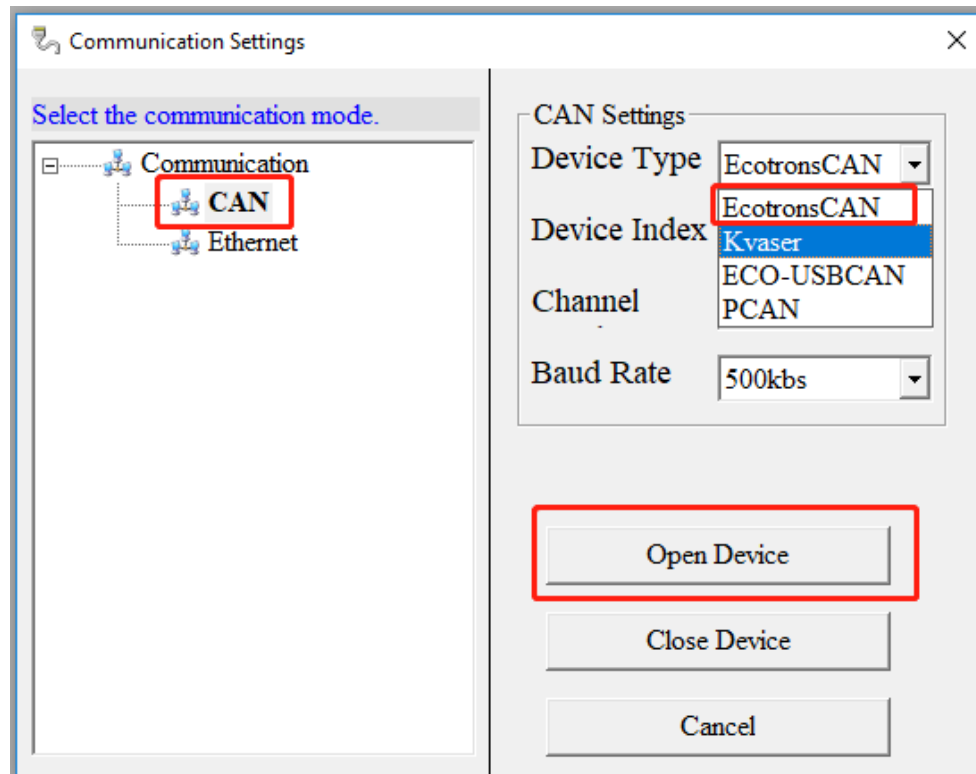 Communication Settings
Select the communication mode.
Communication
CAN
Ethernet
CAN Settings
Device Type
EcotronsCAN
EcotronsCAN
Device Index
Kvaser
ECO-USBCAN
Channel
PCAN
Baud Rate
500kbs
Open Device
Close Device
Cancel